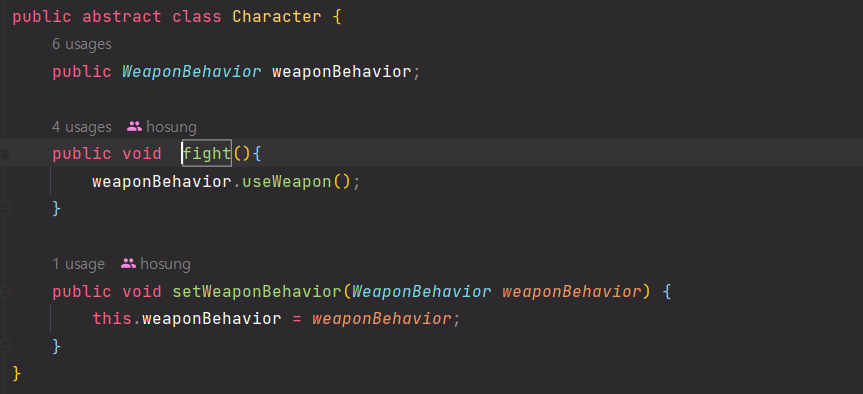 public abstract class Character {
6 usages
public WeaponBehavior weaponBehavior;
4 usages hosung
public void  fight(){
weaponBehavior.useWeapon();
}
1 usage hosung
public void setWeaponBehavior(WeaponBehavior weaponBehavior) {
this.weaponBehavior = weaponBehavior;
}
}